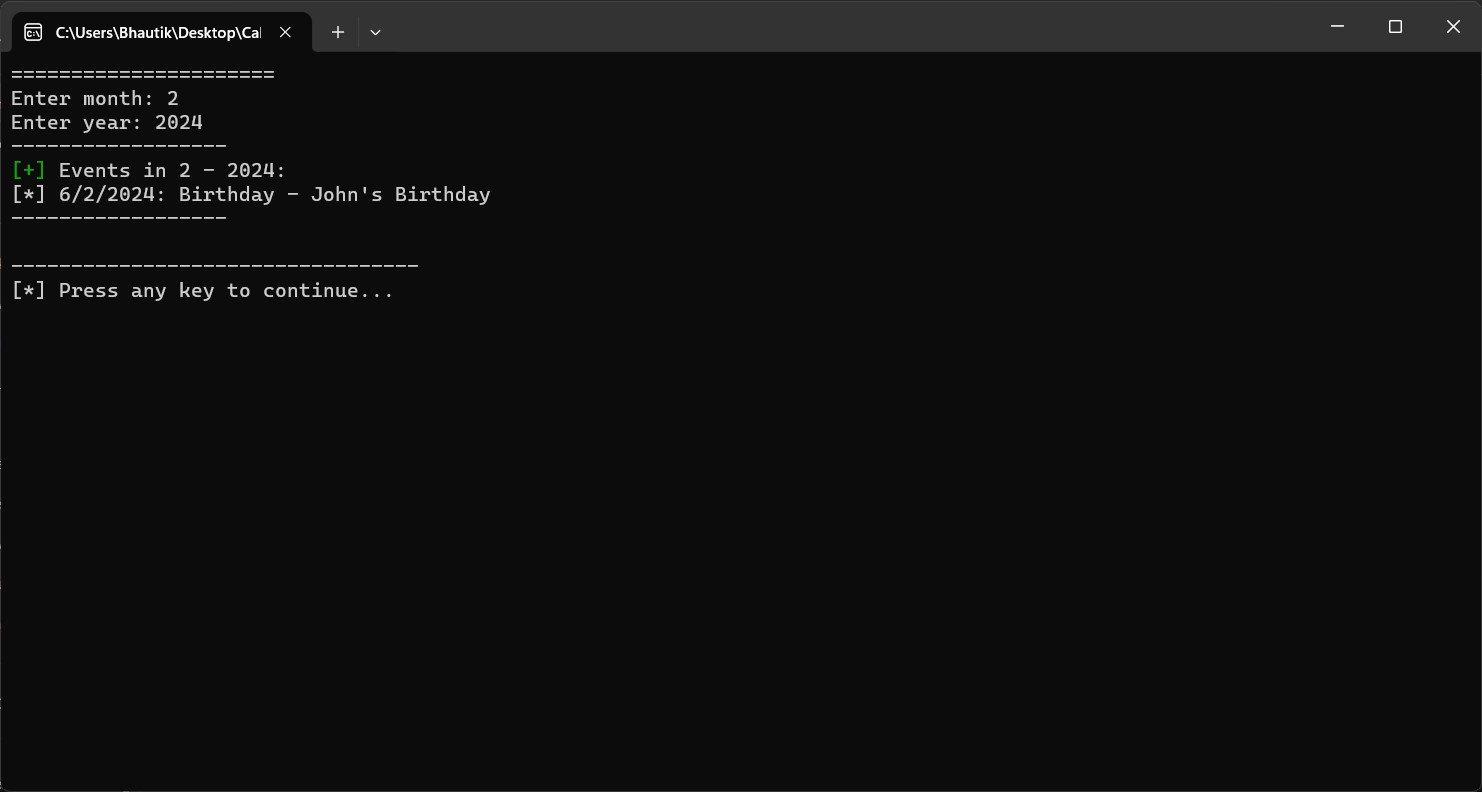 C:\Users\Bhautik\Desktop\Cal
======================
Enter month: 2
Enter year: 2024
------------------
[+] Events in 2 - 2024:
[*] 6/2/2024: Birthday - John's Birthday
------------------
----------------------------------
[*] Press any key to continue...